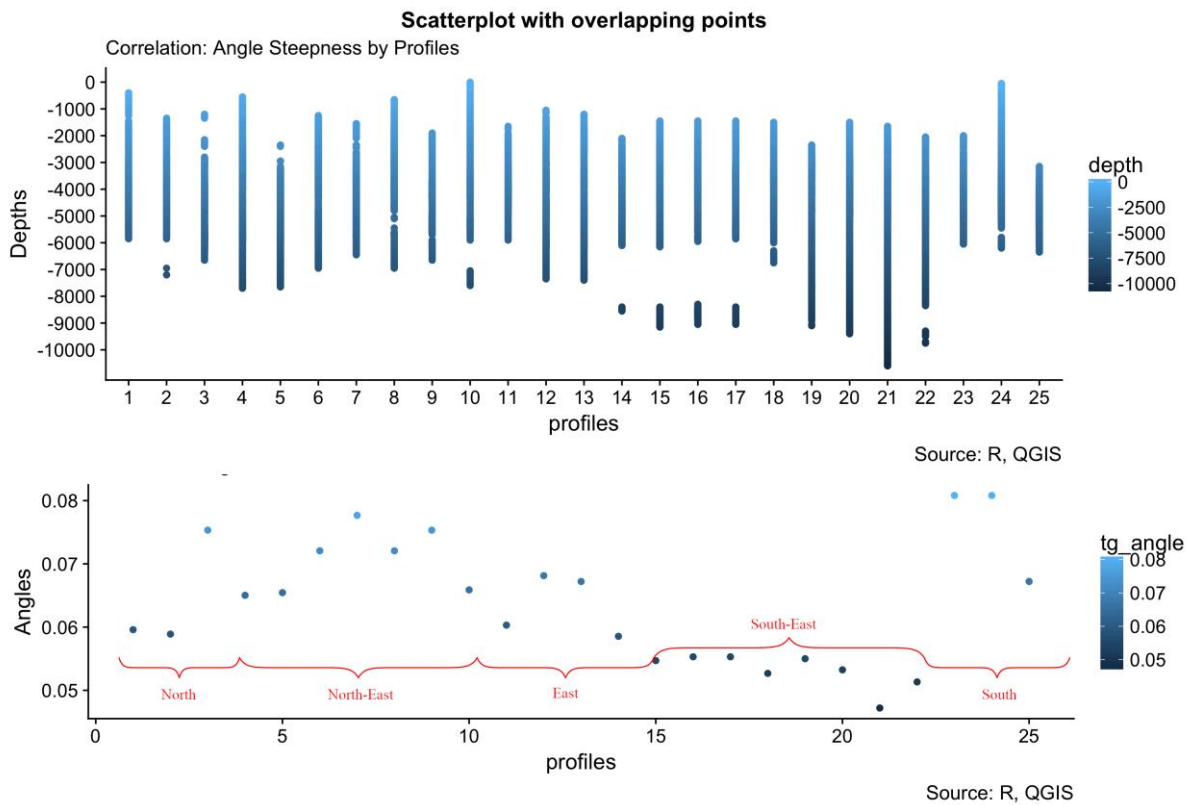 Scatterplot with overlapping points
Correlation: Angle Steepness by Profiles
Depths
0
-1000
-2000
-3000
-4000
-5000
-6000
-7000
-8000
-9000
-10000
1 2 3 4 5 6 7 8 9 10 11 12 13 14 15 16 17 18 19 20 21 22 23 24 25
profiles
depth
0
-2500
-5000
-7500
-10000
Source: R, QGIS
Angles
0.08
0.07
0.06
0.05
North
North-East
East
South-East
South
0 5 10 15 20 25
profiles
tg_angle
0.08
0.07
0.06
0.05
Source: R, QGIS